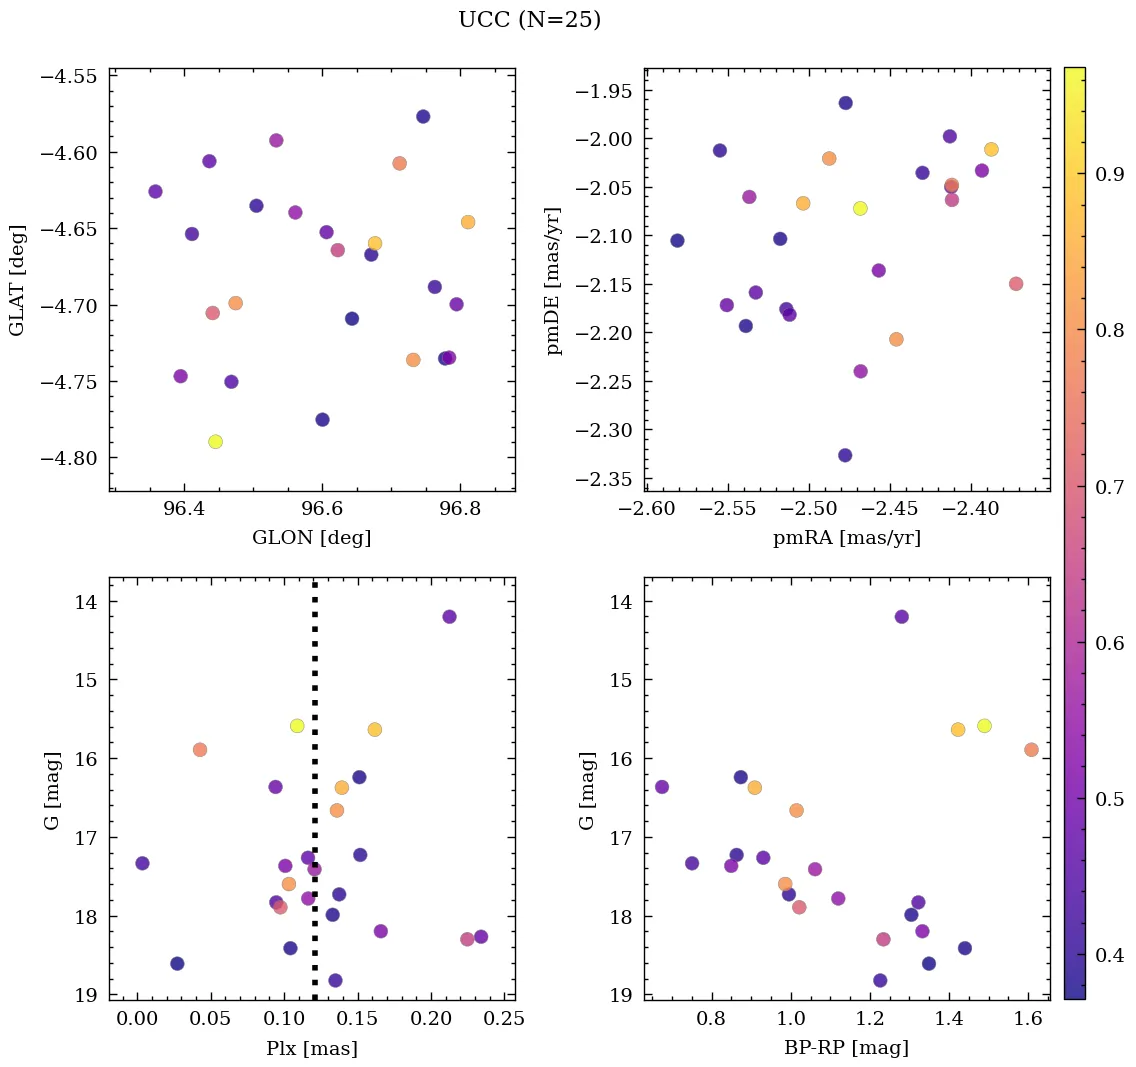 UCC (N=25)
−4.55
−4.60
−4.65
−4.70
−4.75
−4.80
GLAT [deg]
96.4 96.6 96.8
GLON [deg]
−1.95
−2.00
−2.05
−2.10
−2.15
−2.20
−2.25
−2.30
−2.35
pmDE [mas/yr]
−2.60 −2.55 −2.50 −2.45 −2.40
pmRA [mas/yr]
14
15
16
17
18
19
G [mag]
0.00 0.05 0.10 0.15 0.20 0.25
Plx [mas]
14
15
16
17
18
19
G [mag]
0.8 1.0 1.2 1.4 1.6
BP-RP [mag]
0.9
0.8
0.7
0.6
0.5
0.4